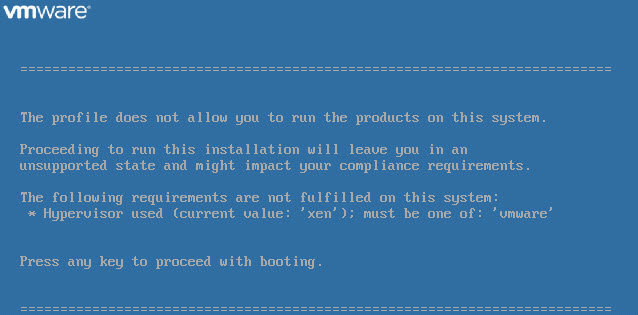 vmware®
===========================================================================
The profile does not allow you to run the products on this system.
Proceeding to run this installation will leave you in an
unsupported state and might impact your compliance requirements.
The following requirements are not fulfilled on this system:
* Hypervisor used (current value: 'xen'); must be one of: 'vmware'
Press any key to proceed with booting.
===========================================================================